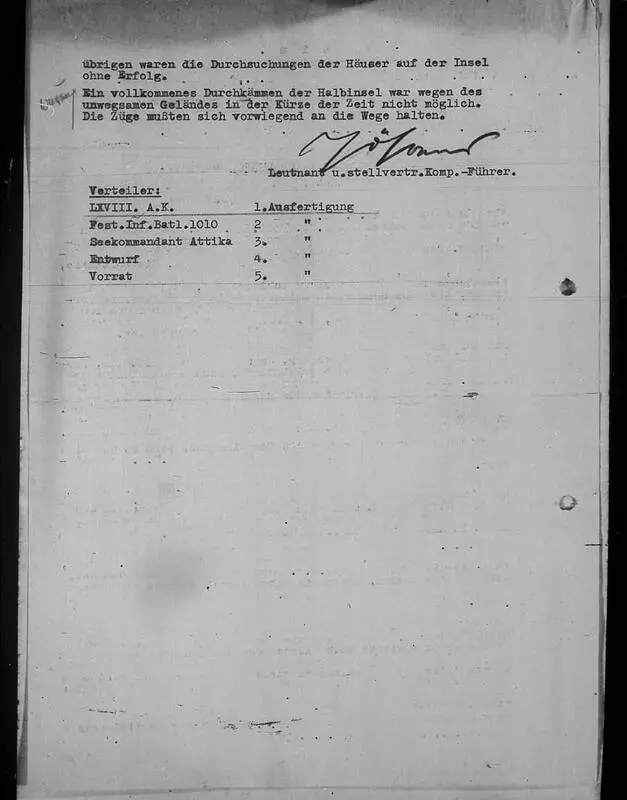 übrigen waren die Durchsuchungen der Häuser auf der Insel
ohne Erfolg.
Ein vollkommenes Durchkämmen der Halbinsel war wegen des
unwegsamen Geländes in der Kürze der Zeit nicht möglich.
Die Züge mußten sich vorwiegend an die Wege halten.
Leutnant u.stellvertr.Komp.-Führer.
Verteiler:
LXVIII. A.K. 1.Ausfertigung
Fest.Inf.Batl.1010 2 "
Seekommandant Attika 3. "
Entwurf 4. "
Vorrat 5. "